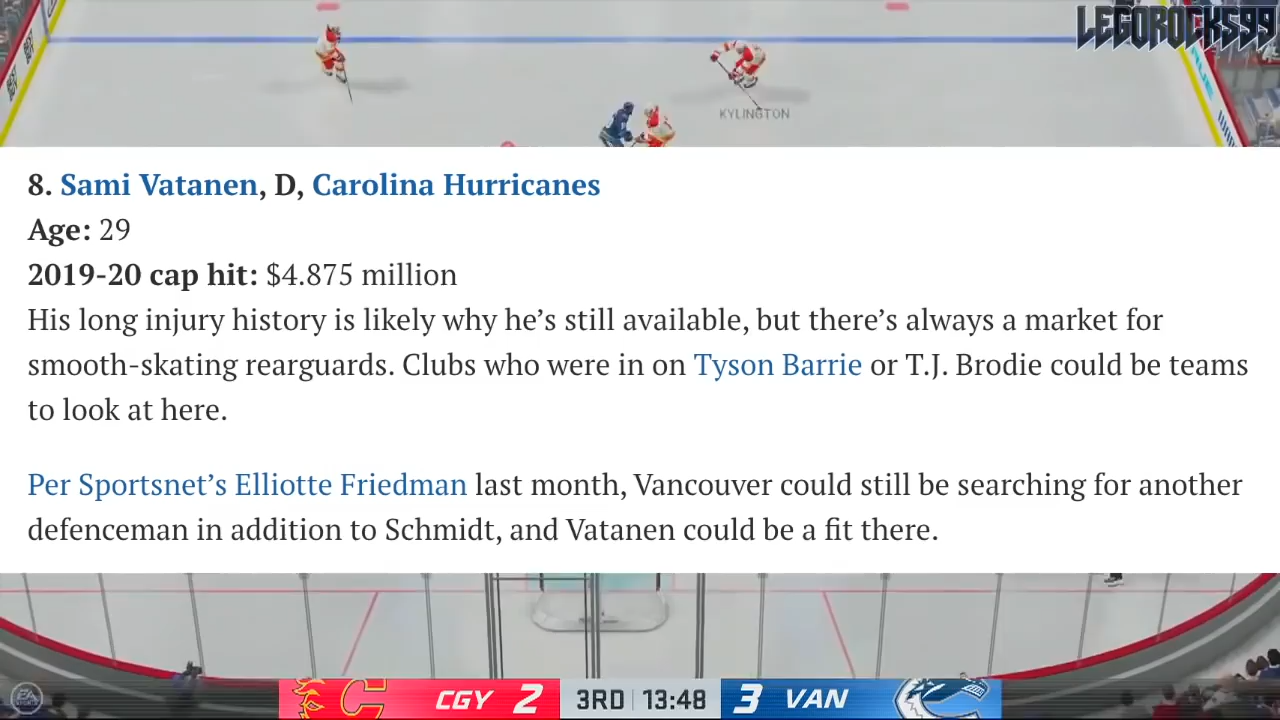 LEGOROCKS99
KYLINGTON
8. Sami Vatanen, D, Carolina Hurricanes
Age: 29
2019-20 cap hit: $4.875 million
His long injury history is likely why he’s still available, but there’s always a market for
smooth-skating rearguards. Clubs who were in on Tyson Barrie or T.J. Brodie could be teams
to look at here.
Per Sportsnet’s Elliotte Friedman last month, Vancouver could still be searching for another
defenceman in addition to Schmidt, and Vatanen could be a fit there.
CGY 2 3RD 13:48 3 VAN